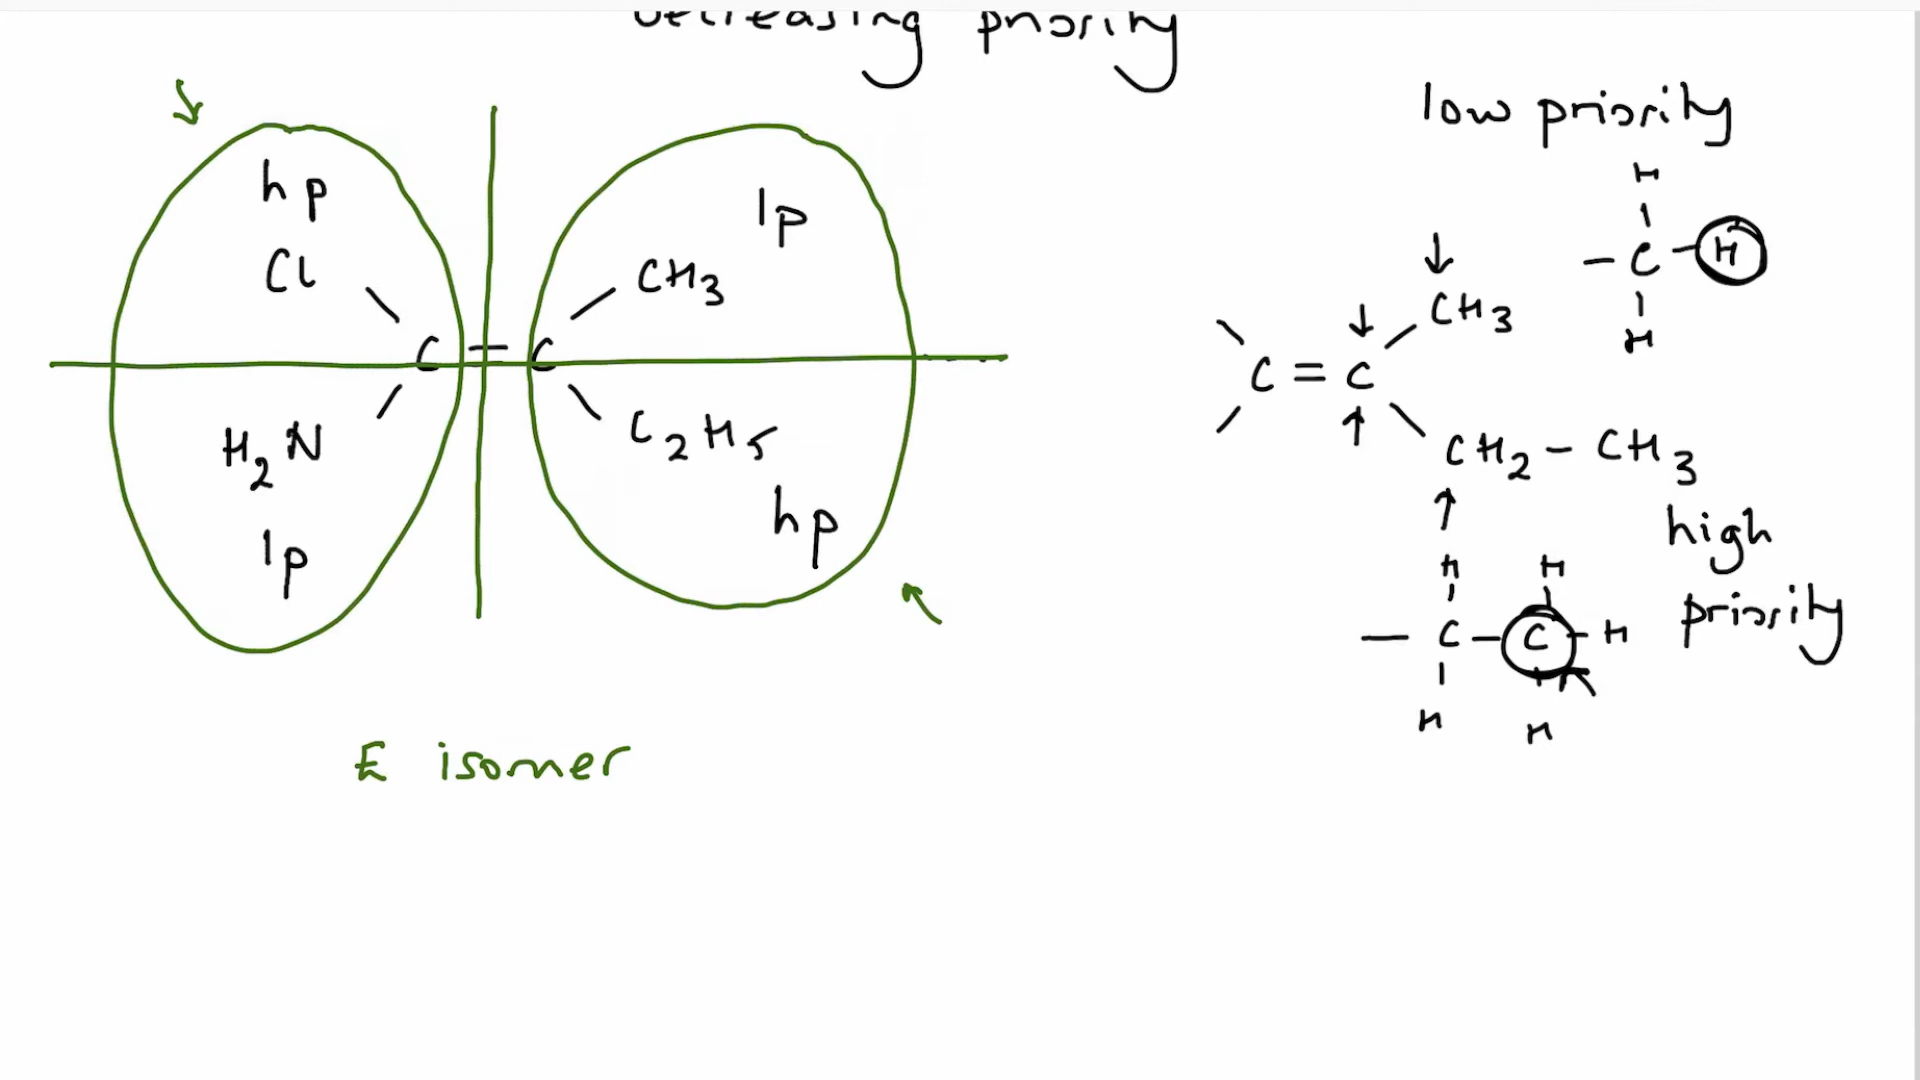 decreasing priority
low priority
hp
lp
H
Cl
CH3
C - H
CH3
H
C = C
C = C
H2N
C2H5
CH2 - CH3
lp
hp
high
priority
H H
C - C - H
H H
E isomer